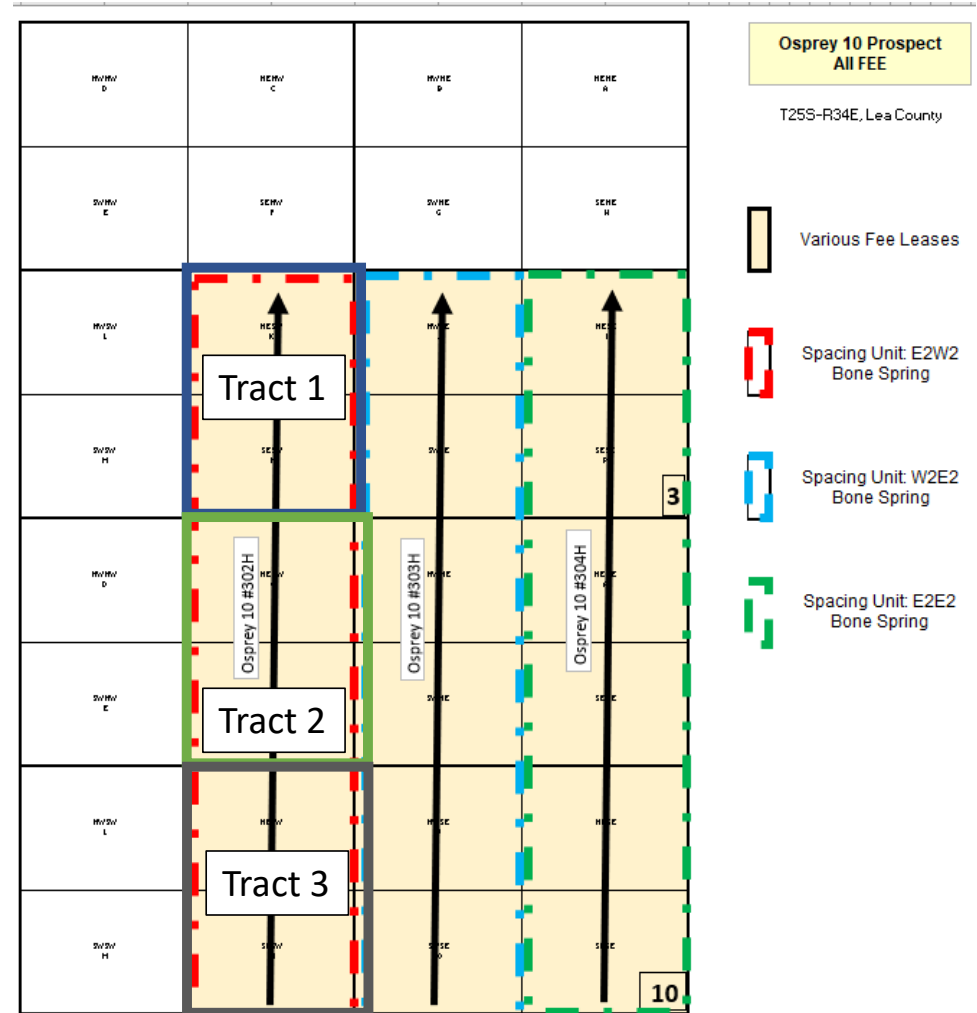 Osprey 10 Prospect
All FEE
T25S-R34E, Lea County
NWNW
D
NENW
C
NWNE
B
NENE
A
SWNW
E
SENW
F
SWNE
G
SENE
H
NWSW
L
Tract 1
SWSW
M
3
NWNW
D
Osprey 10 #302H
Osprey 10 #303H
Osprey 10 #304H
SWNW
E
Tract 2
NWSW
L
Tract 3
SWSW
M
10
Various Fee Leases
Spacing Unit: E2W2
Bone Spring
Spacing Unit: W2E2
Bone Spring
Spacing Unit: E2E2
Bone Spring